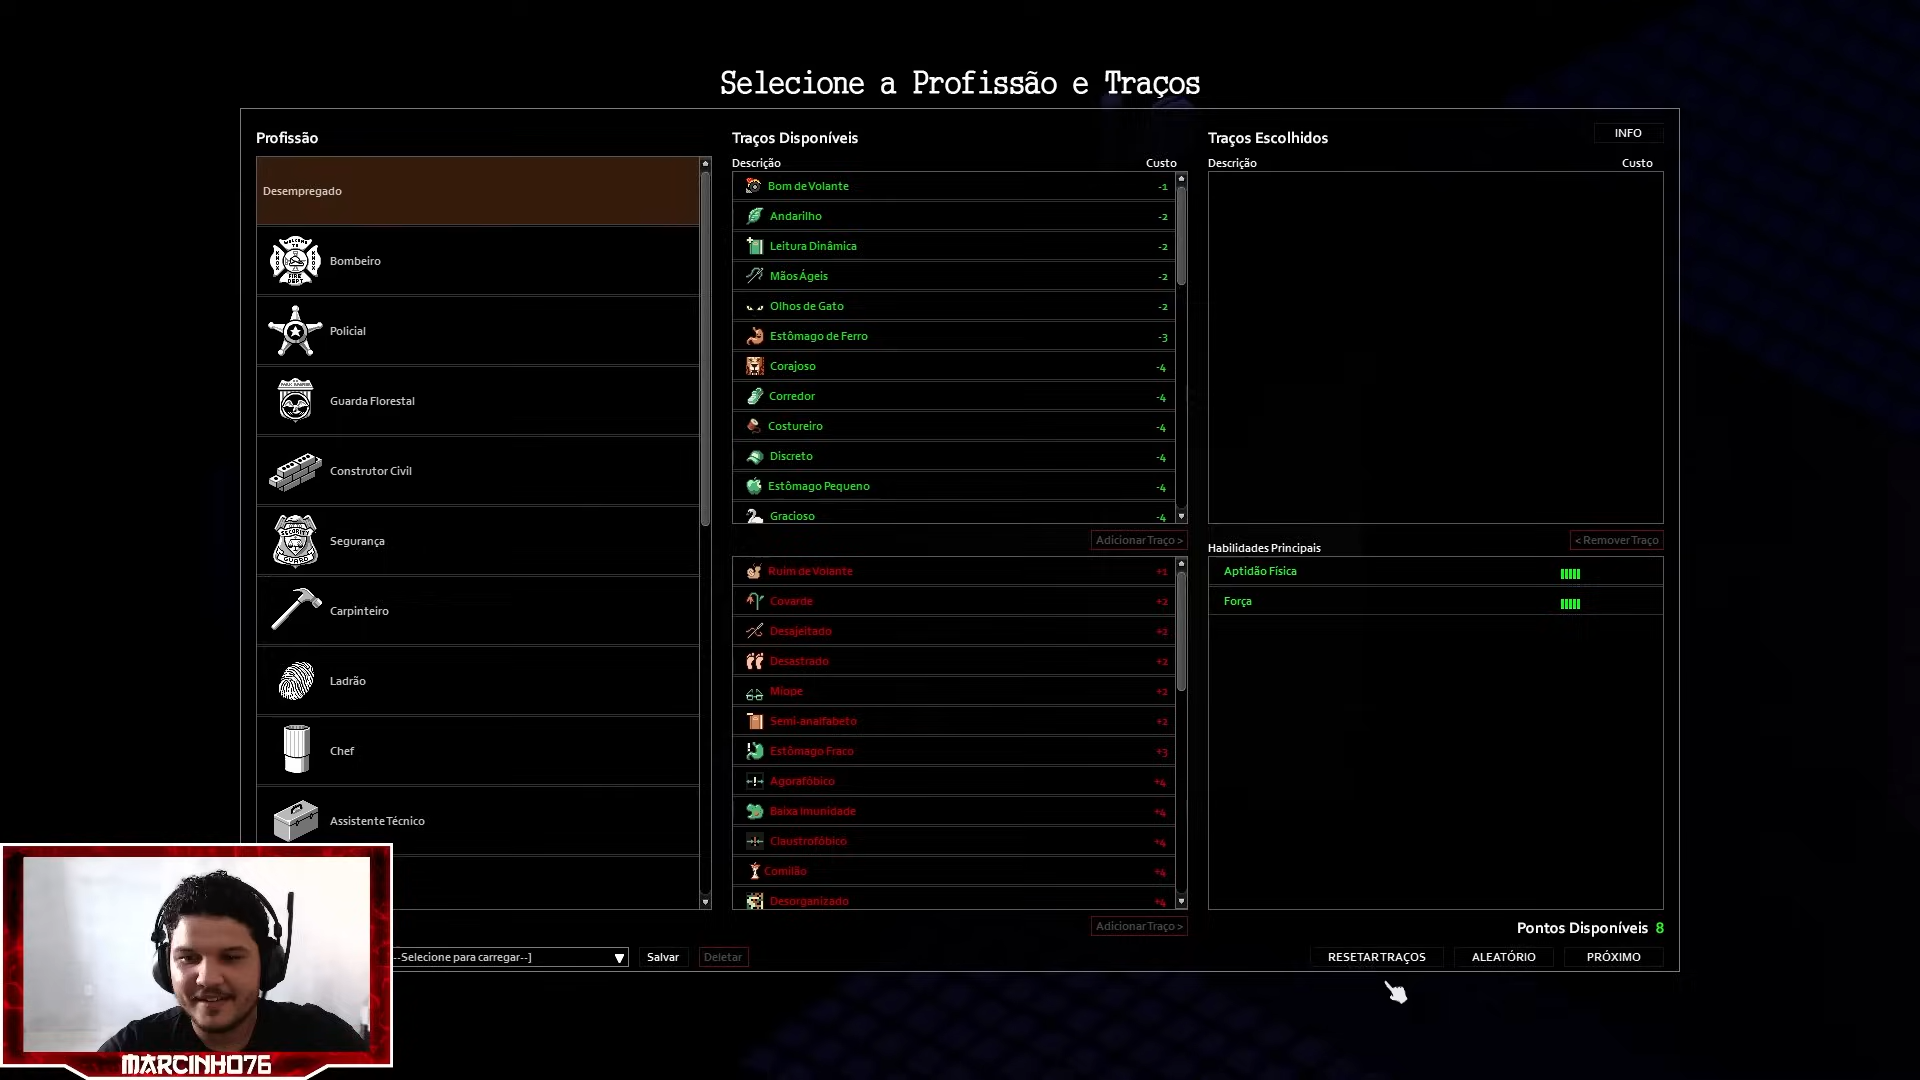 Selecione a Profissão e Traços
Profissão
Desempregado
Bombeiro
Policial
Guarda Florestal
Construtor Civil
Segurança
Carpinteiro
Ladrão
Chef
Assistente Técnico
Traços Disponíveis
Descrição Custo
Bom de Volante -1
Andarilho -2
Leitura Dinâmica -2
Mãos Ágeis -2
Olhos de Gato -2
Estômago de Ferro -3
Corajoso -4
Corredor -4
Costureiro -4
Discreto -4
Estômago Pequeno -4
Gracioso -4
Adicionar Traço >
Ruim de Volante +1
Covarde +2
Desajeitado +2
Desastrado +2
Míope +2
Semi-analfabeto +2
Estômago Fraco +3
Agorafóbico +4
Baixa Imunidade +4
Claustrofóbico +4
Comilão +4
Desorganizado +4
Adicionar Traço >
Traços Escolhidos
INFO
Descrição Custo
< Remover Traço
Habilidades Principais
Aptidão Física
Força
Pontos Disponíveis 8
--Selecione para carregar--]
Salvar
Deletar
RESETAR TRAÇOS
ALEATÓRIO
PRÓXIMO
MARCINHO76